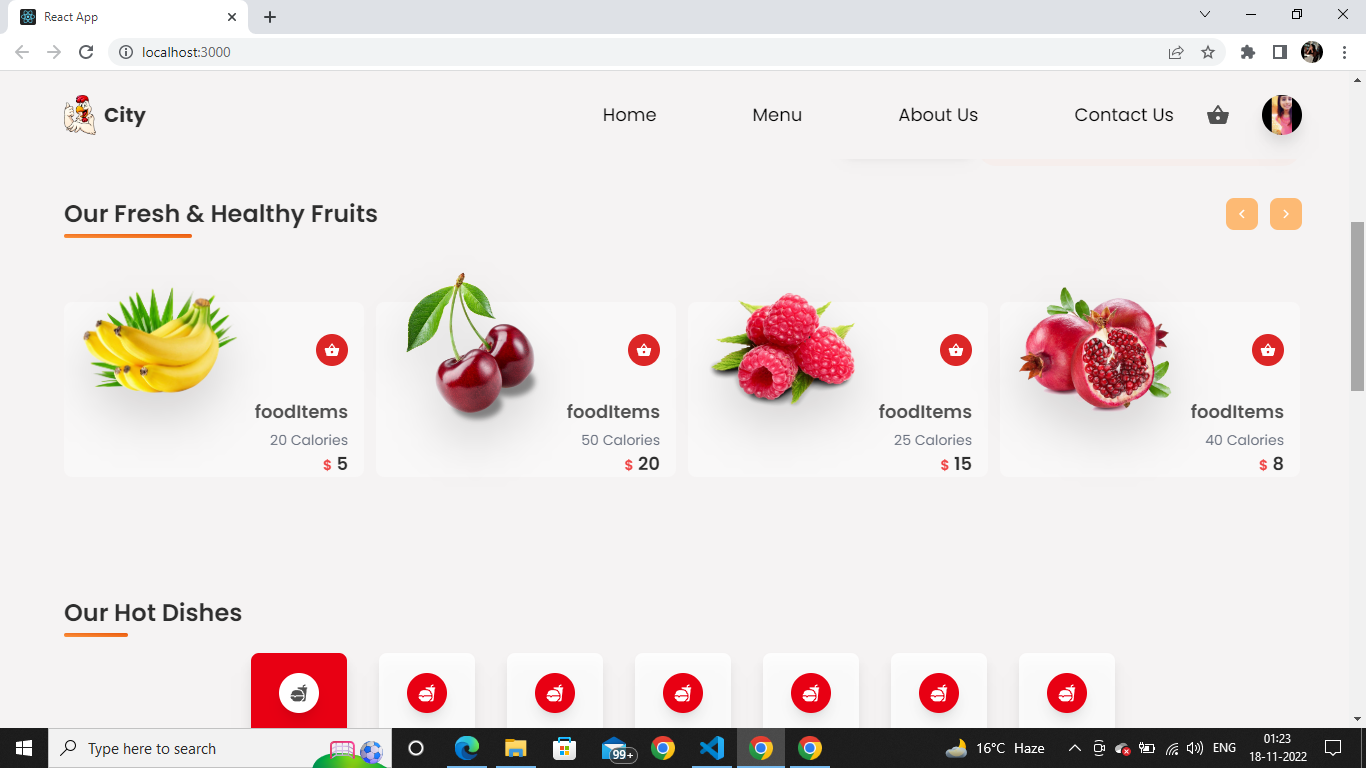 React App
localhost:3000
City
Home Menu About Us Contact Us
Our Fresh & Healthy Fruits
foodItems
20 Calories
$ 5
foodItems
50 Calories
$ 20
foodItems
25 Calories
$ 15
foodItems
40 Calories
$ 8
Our Hot Dishes
Type here to search
99+
16°C Haze
ENG
01:23
18-11-2022